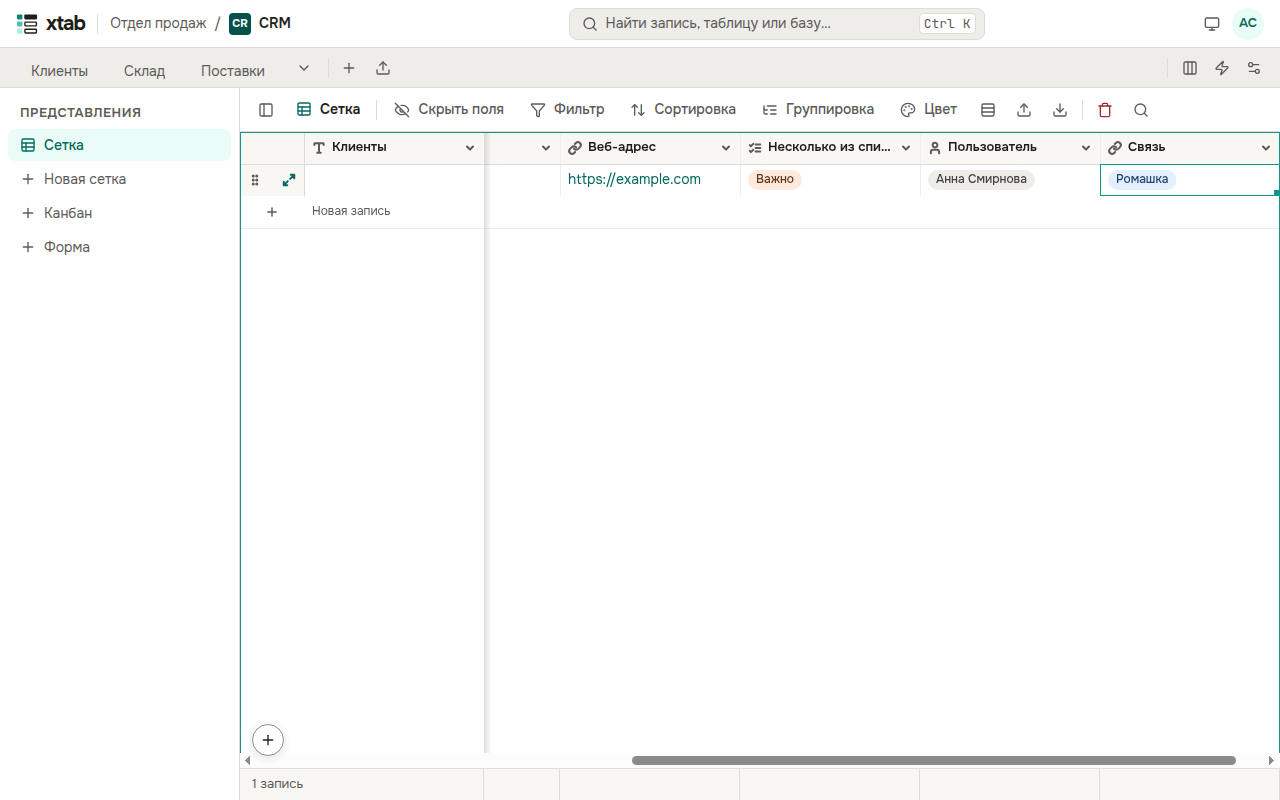 xtab
Отдел продаж / CR CRM
Найти запись, таблицу или базу... Ctrl K
АС
Клиенты Склад Поставки
ПРЕДСТАВЛЕНИЯ
Сетка
Новая сетка
Канбан
Форма
Сетка Скрыть поля Фильтр Сортировка Группировка Цвет
Клиенты Веб-адрес Несколько из спи... Пользователь Связь
https://example.com Важно Анна Смирнова Ромашка
Новая запись
1 запись